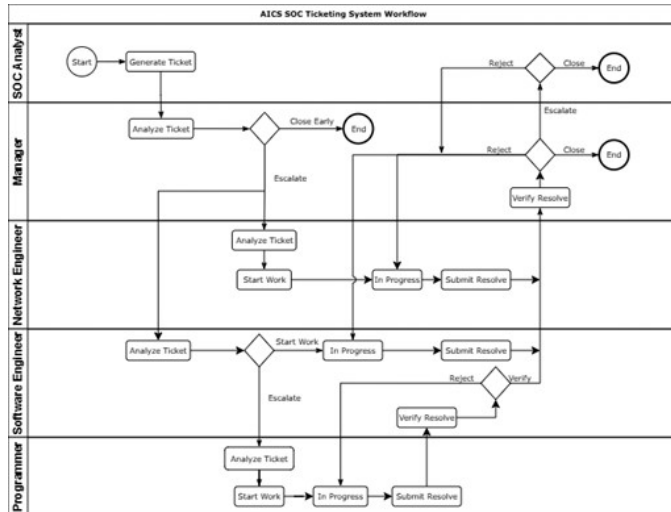 AICS SOC Ticketing System Workflow
SOC Analyst
Start
Generate Ticket
Reject
Close
End
Manager
Analyze Ticket
Close Early
End
Escalate
Escalate
Reject
Close
End
Verify Resolve
Network Engineer
Analyze Ticket
Start Work
In Progress
Submit Resolve
Software Engineer
Analyze Ticket
Start Work
In Progress
Submit Resolve
Escalate
Reject
Verify
Verify Resolve
Programmer
Analyze Ticket
Start Work
In Progress
Submit Resolve